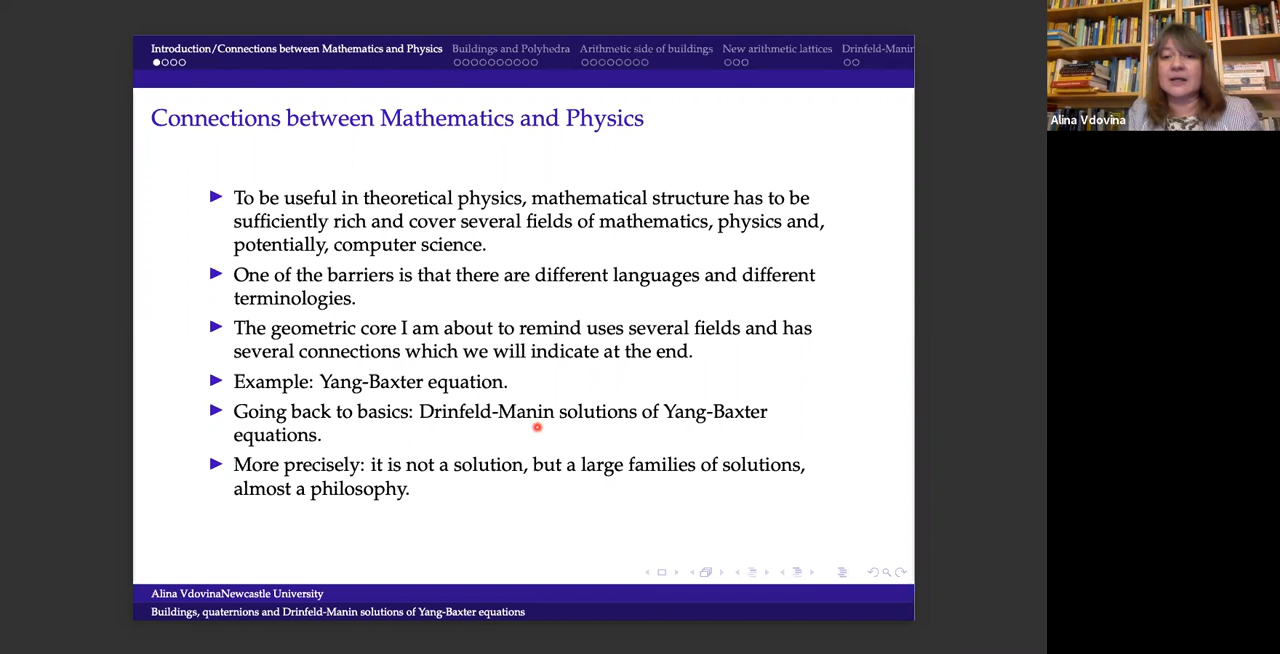 Introduction/Connections between Mathematics and Physics Buildings and Polyhedra Arithmetic side of buildings New arithmetic lattices Drinfeld-Manin
Connections between Mathematics and Physics
To be useful in theoretical physics, mathematical structure has to be
sufficiently rich and cover several fields of mathematics, physics and,
potentially, computer science.
One of the barriers is that there are different languages and different
terminologies.
The geometric core I am about to remind uses several fields and has
several connections which we will indicate at the end.
Example: Yang-Baxter equation.
Going back to basics: Drinfeld-Manin solutions of Yang-Baxter
equations.
More precisely: it is not a solution, but a large families of solutions,
almost a philosophy.
Alina VdovinaNewcastle University
Buildings, quaternions and Drinfeld-Manin solutions of Yang-Baxter equations
Alina Vdovina